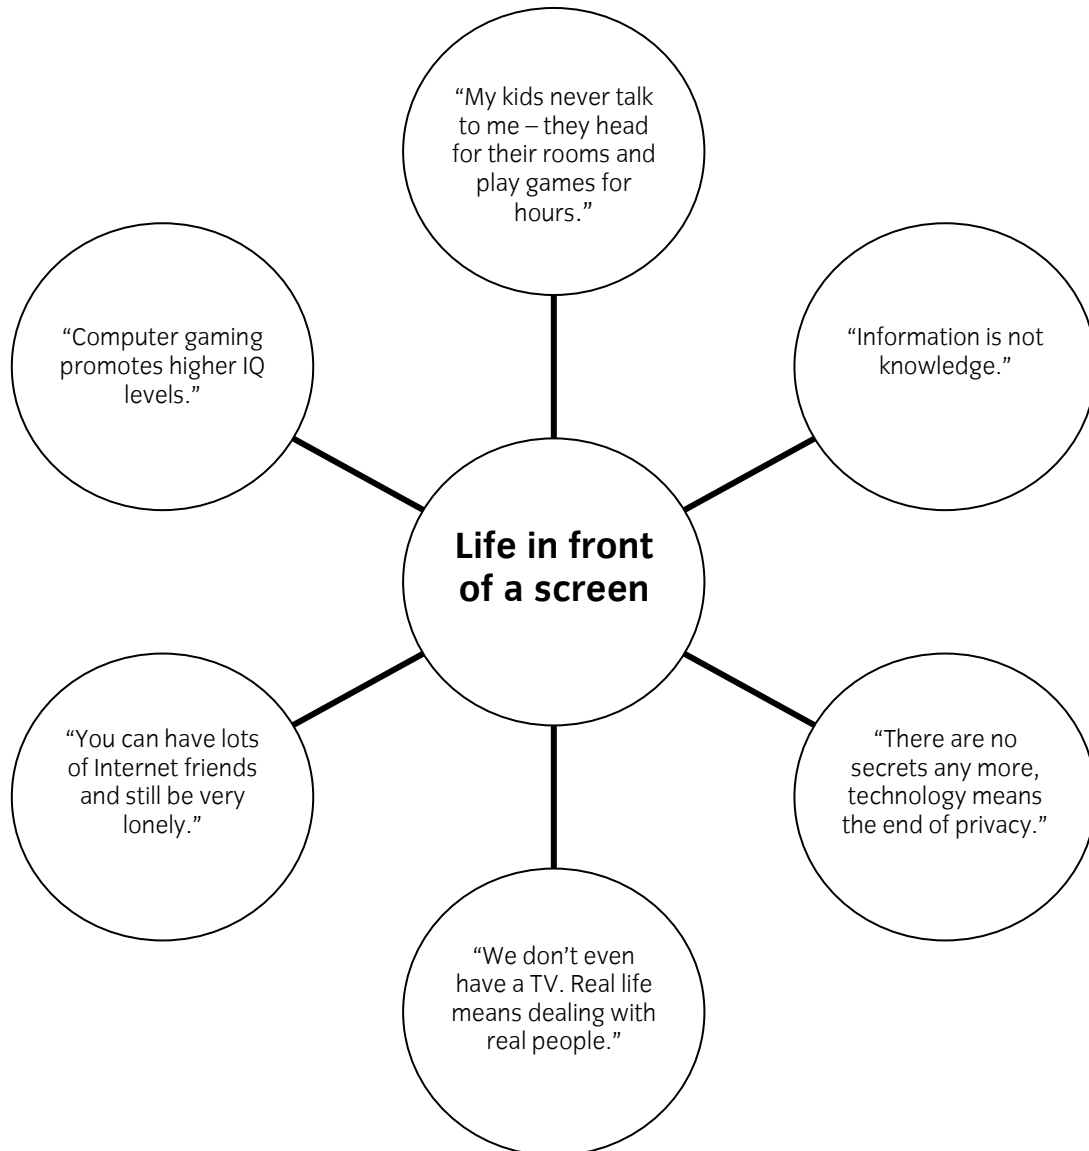 “My kids never talk
to me – they head
for their rooms and
play games for
hours.”
“Computer gaming
promotes higher IQ
levels.”
“Information is not
knowledge.”
Life in front
of a screen
“You can have lots
of Internet friends
and still be very
lonely.”
“There are no
secrets any more,
technology means
the end of privacy.”
“We don’t even
have a TV. Real life
means dealing with
real people.”